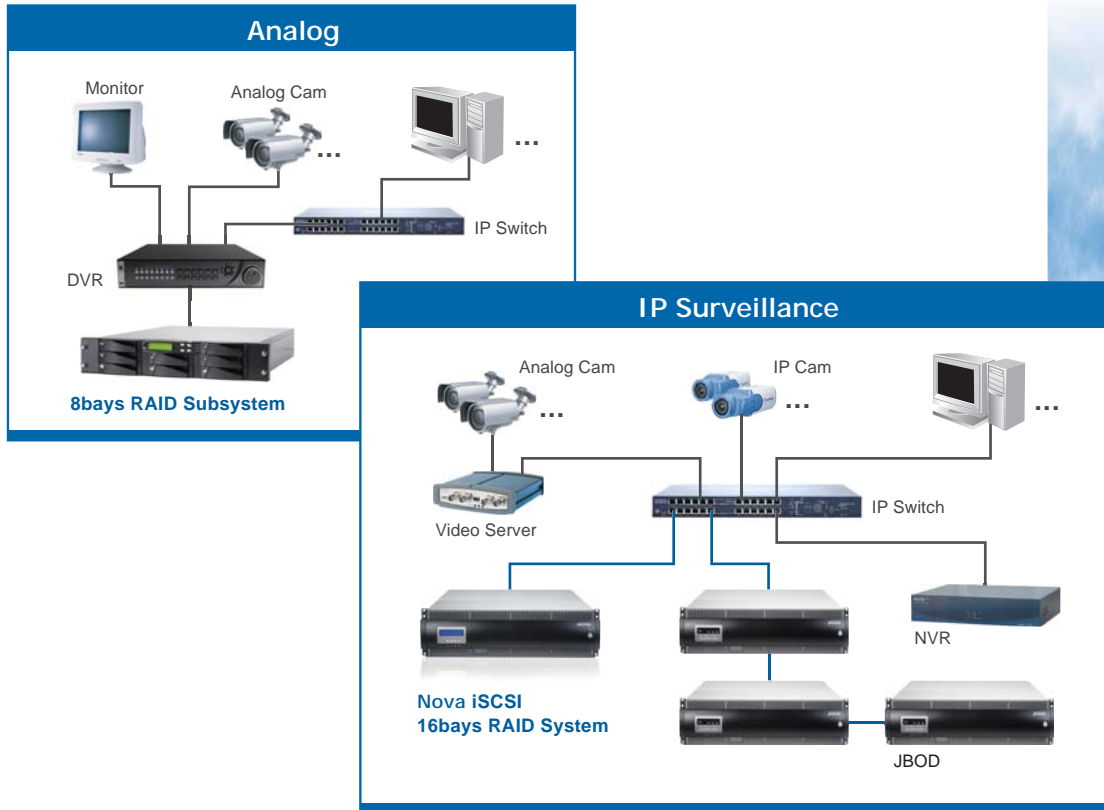 Analog
Monitor
Analog Cam
...
...
IP Switch
DVR
8bays RAID Subsystem
IP Surveillance
Analog Cam
...
IP Cam
...
...
Video Server
IP Switch
NVR
Nova iSCSI
16bays RAID System
JBOD